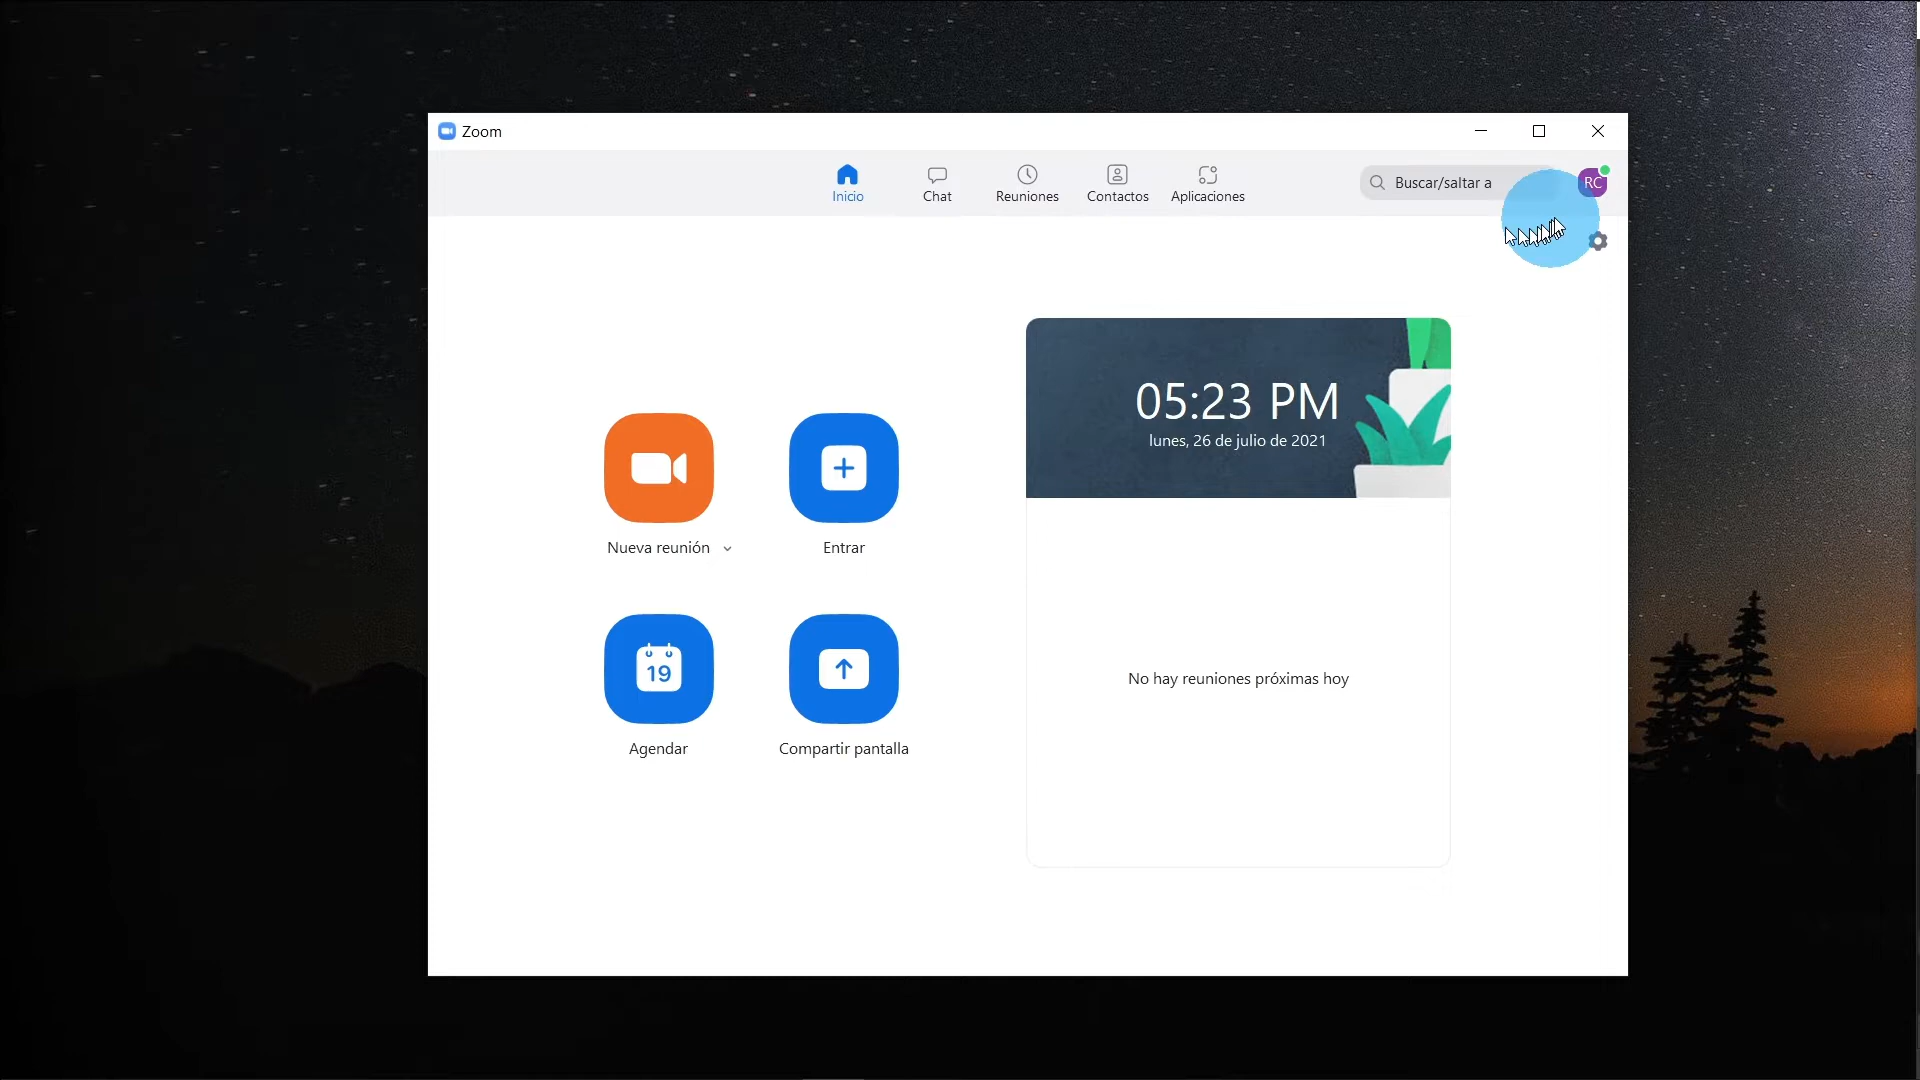 Zoom
Inicio
Chat
Reuniones
Contactos
Aplicaciones
Buscar/saltar a
RC
05:23 PM
lunes, 26 de julio de 2021
Nueva reunión
Entrar
19
Agendar
Compartir pantalla
No hay reuniones próximas hoy